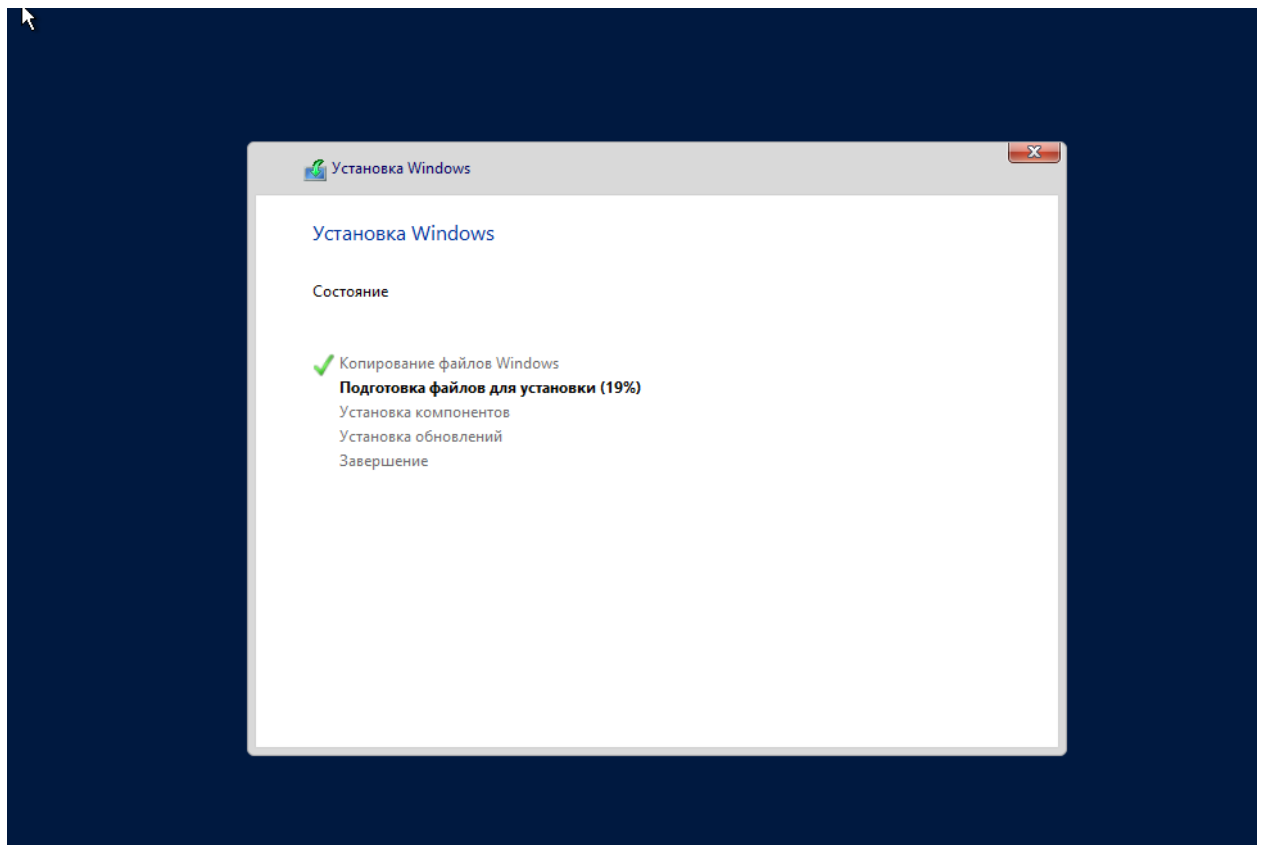 Установка Windows
Установка Windows
Состояние
Копирование файлов Windows
Подготовка файлов для установки (19%)
Установка компонентов
Установка обновлений
Завершение